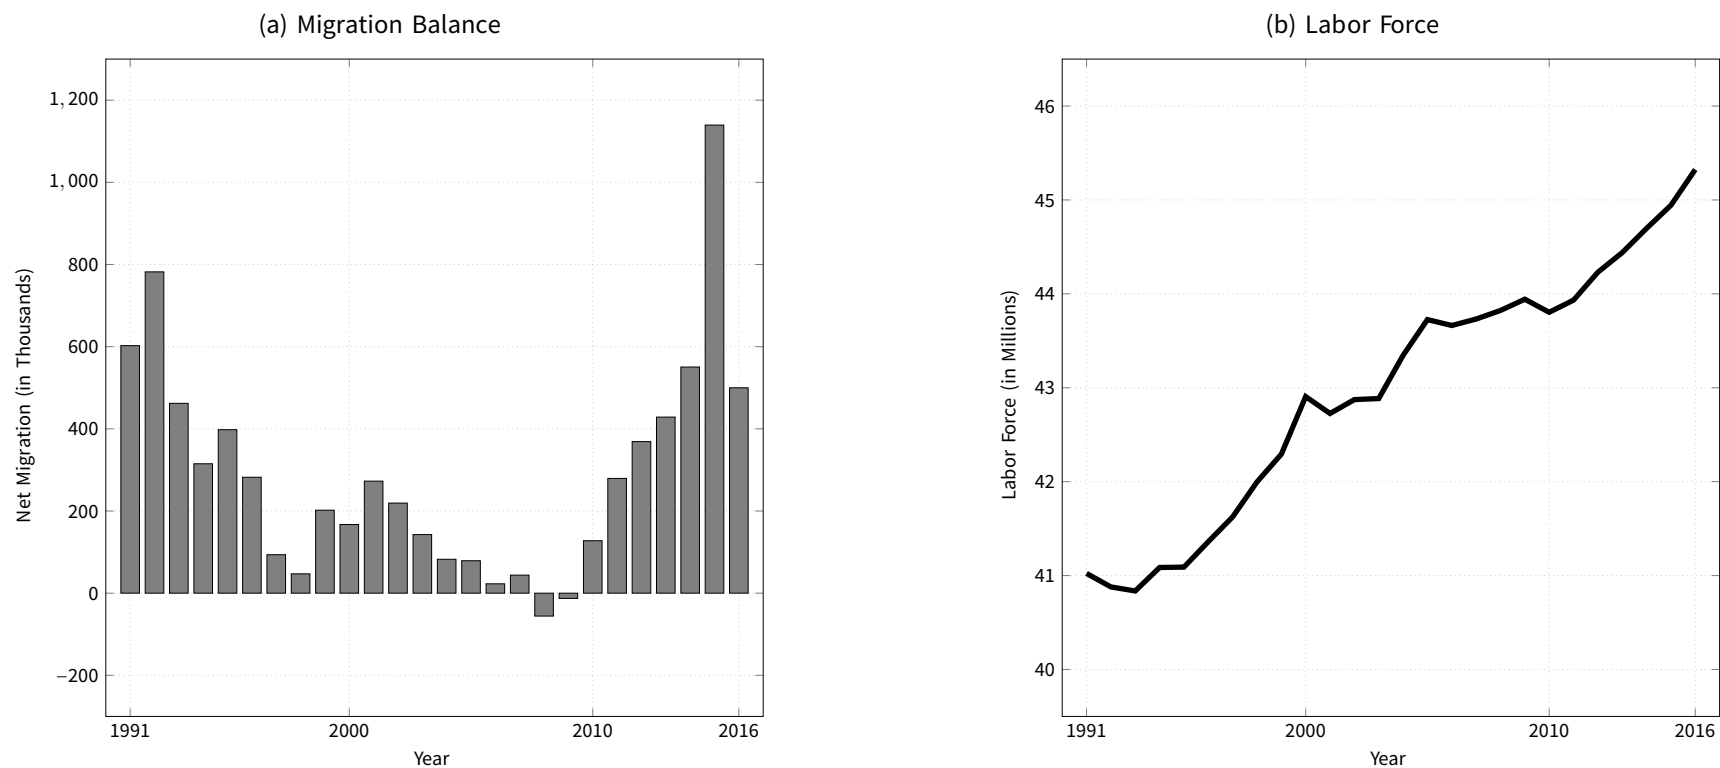 (a) Migration Balance
1,200
1,000
800
600
400
200
0
−200
Net Migration (in Thousands)
1991 2000 2010 2016
Year
(b) Labor Force
46
45
44
43
42
41
40
Labor Force (in Millions)
1991 2000 2010 2016
Year